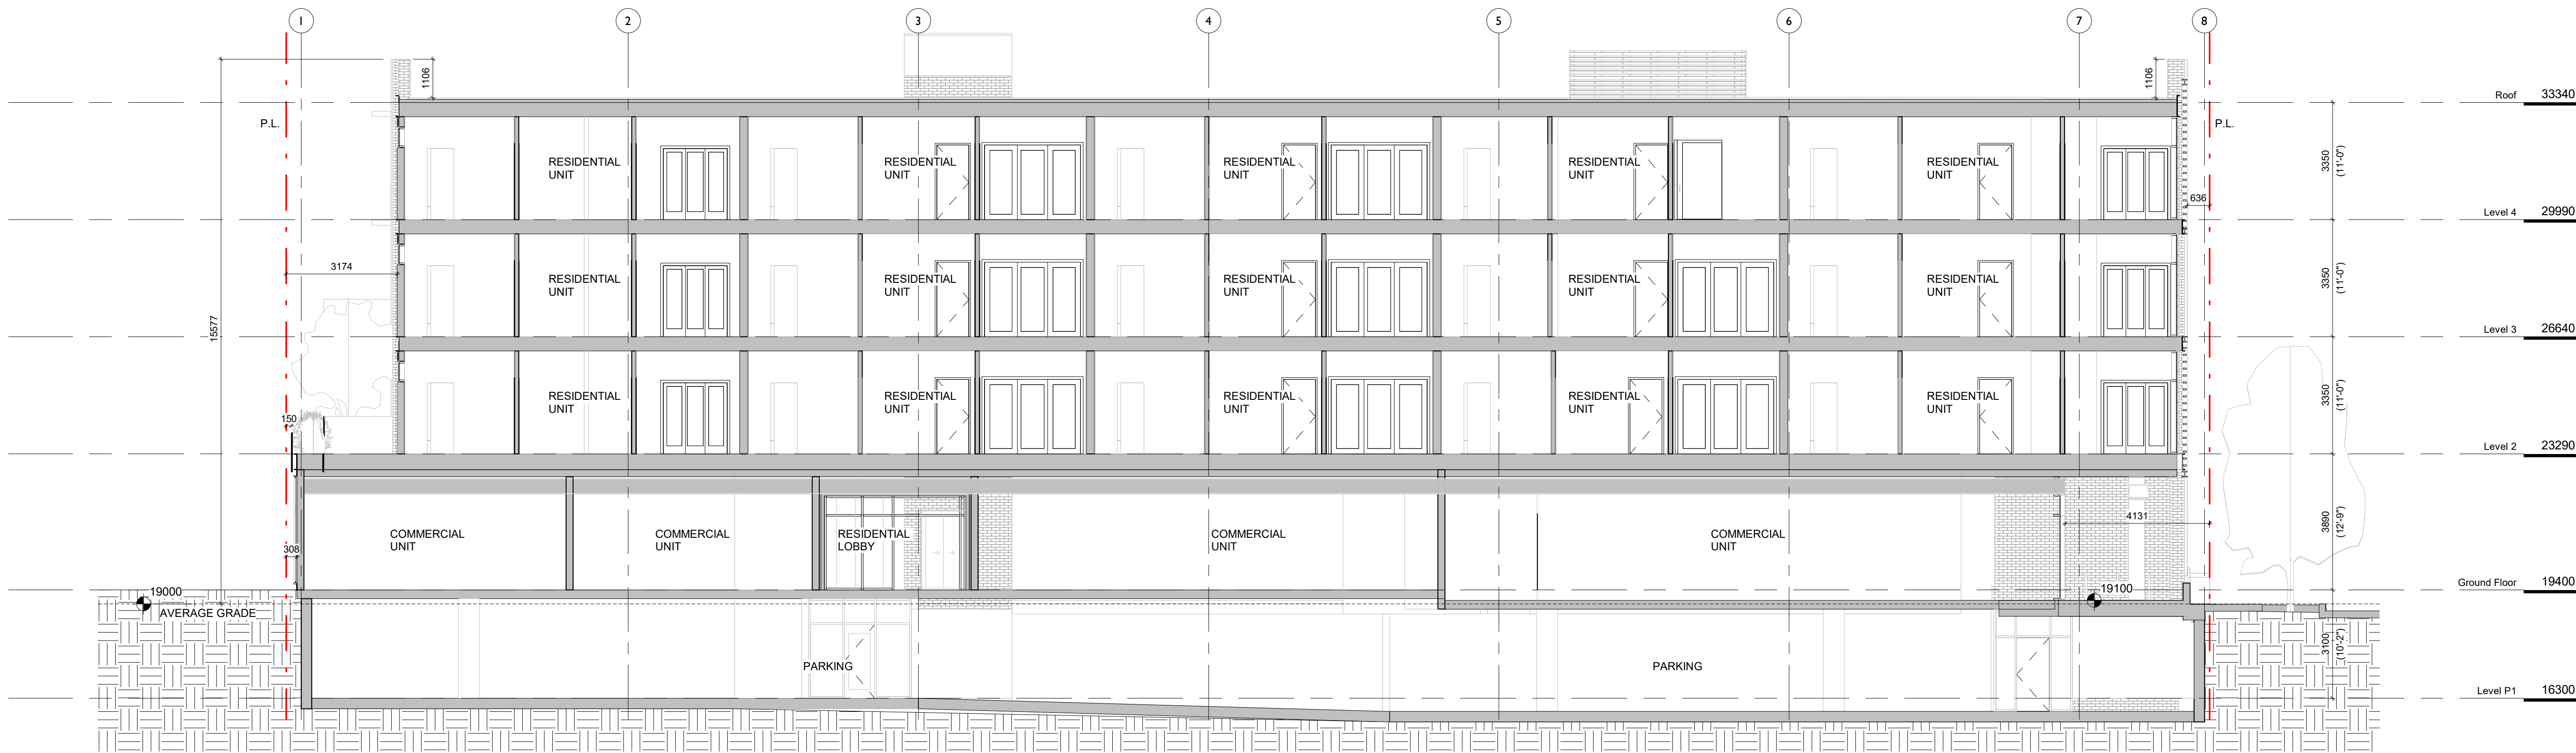 1 2 3 4 5 6 7 8
1106
1106
Roof 33340
P.L.
P.L.
RESIDENTIAL
UNIT
RESIDENTIAL
UNIT
RESIDENTIAL
UNIT
RESIDENTIAL
UNIT
RESIDENTIAL
UNIT
3350
(11'-0")
636
Level 4 29990
3174
RESIDENTIAL
UNIT
RESIDENTIAL
UNIT
RESIDENTIAL
UNIT
RESIDENTIAL
UNIT
RESIDENTIAL
UNIT
3350
(11'-0")
15577
Level 3 26640
RESIDENTIAL
UNIT
RESIDENTIAL
UNIT
RESIDENTIAL
UNIT
RESIDENTIAL
UNIT
RESIDENTIAL
UNIT
3350
(11'-0")
150
Level 2 23290
COMMERCIAL
UNIT
COMMERCIAL
UNIT
RESIDENTIAL
LOBBY
COMMERCIAL
UNIT
COMMERCIAL
UNIT
4131
3890
(12'-9")
308
Ground Floor 19400
19000
AVERAGE GRADE
19100
PARKING
PARKING
3100
(10'-2")
Level P1 16300